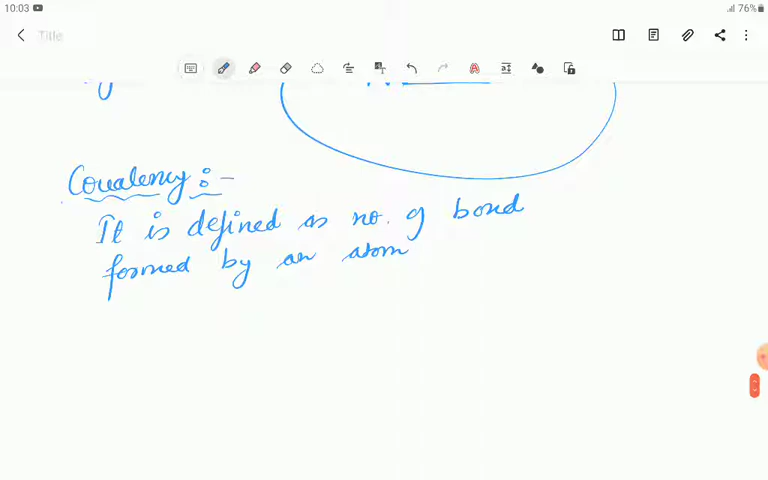 10:03
76%
Title
Covalency :-
It is defined as no. of bond
formed by an atom